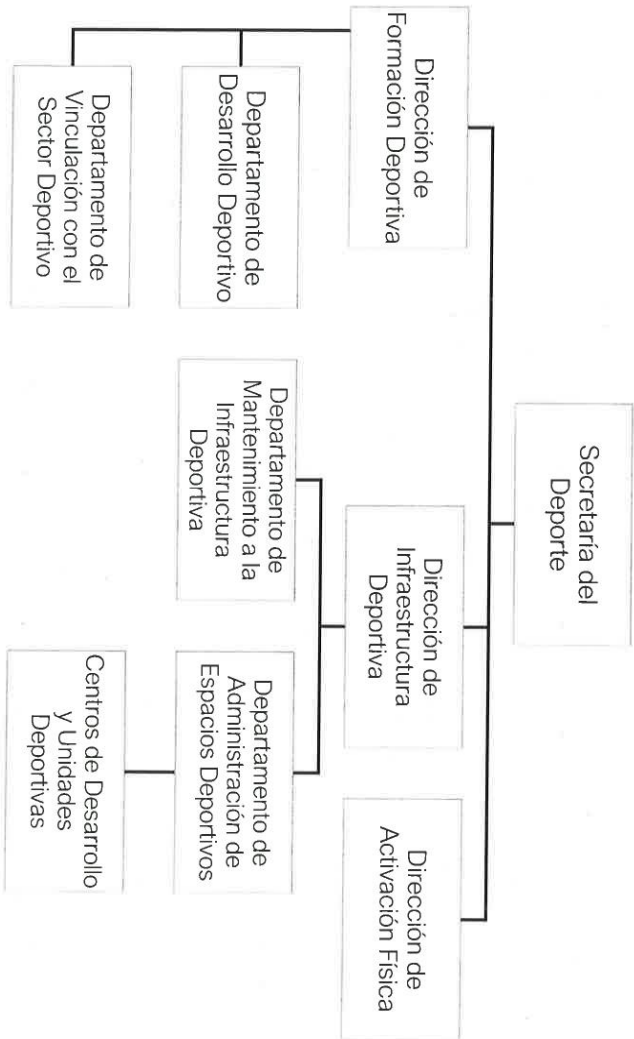 Secretaría del
Deporte
Dirección de
Formación Deportiva
Dirección de
Infraestructura
Deportiva
Dirección de
Activación Física
Departamento de
Desarrollo Deportivo
Departamento de
Mantenimiento a la
Infraestructura
Deportiva
Departamento de
Administración de
Espacios Deportivos
Departamento de
Vinculación con el
Sector Deportivo
Centros de Desarrollo
y Unidades
Deportivas